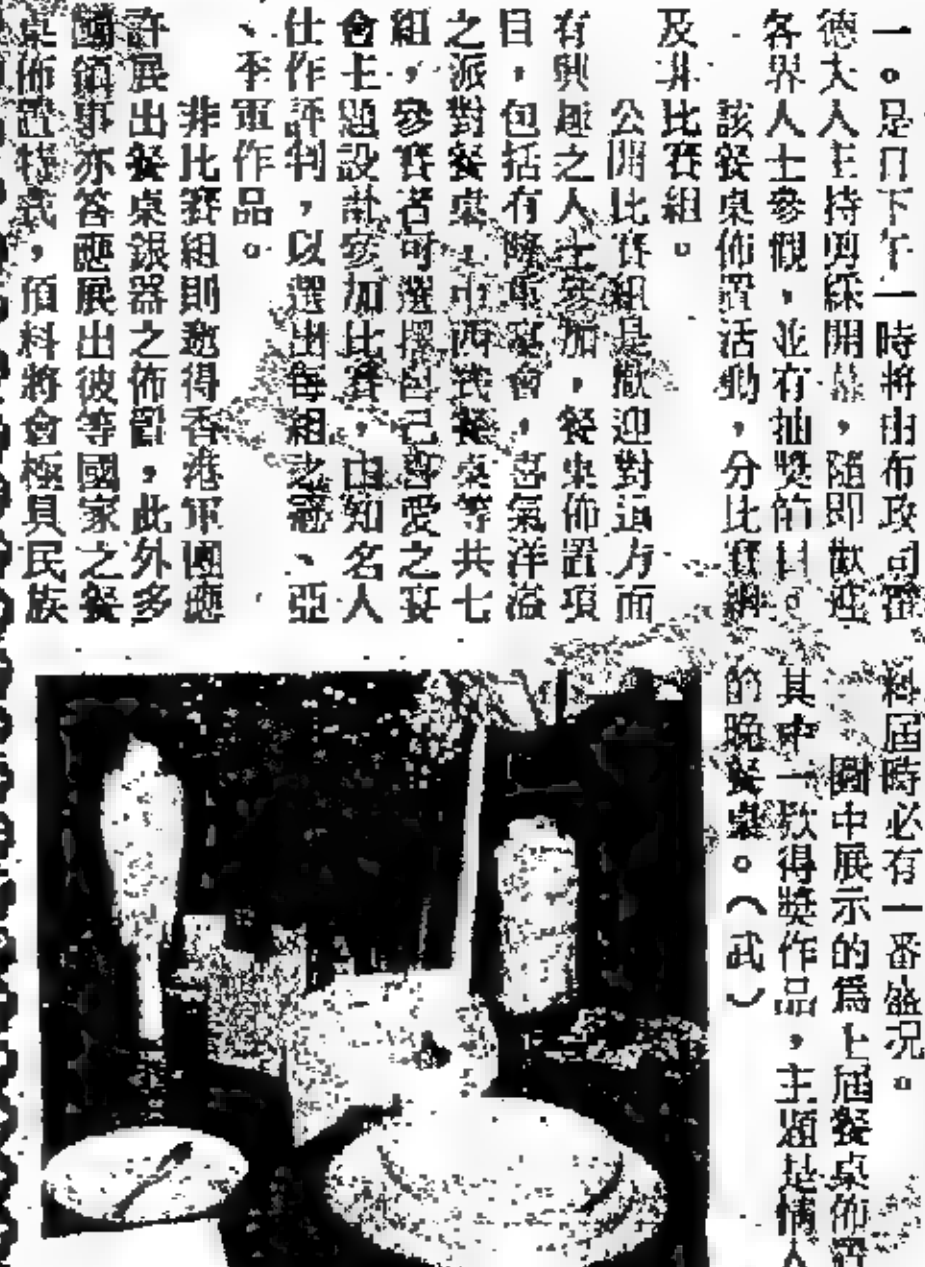 一。是日下午一時將由布政司霍
德夫人主持剪綵開幕,隨即歡迎
各界人士參觀,並有抽獎節目。
該餐桌佈置活動,分比賽組
及非比賽組。
公開比賽組是歡迎對這方面
有興趣之人士參加,餐桌佈置項
目,包括有隆重宴會,喜氣洋溢
之派對餐桌,中西式餐桌等共七
組,參賽者可選擇自己喜愛之宴
會主題設計參加比賽,由知名人
仕作評判,以選出每組之冠、亞
、季軍作品。
非比賽組則邀得香港軍團應
許展出餐桌銀器之佈置,此外多
國領事亦答應展出彼等國家之餐
桌佈置特式,預料將會極具民族
料屆時必有一番盛况。
圖中展示的爲上屆餐桌佈置
其中一款得獎作品,主題是情人
的晚餐桌。(武)